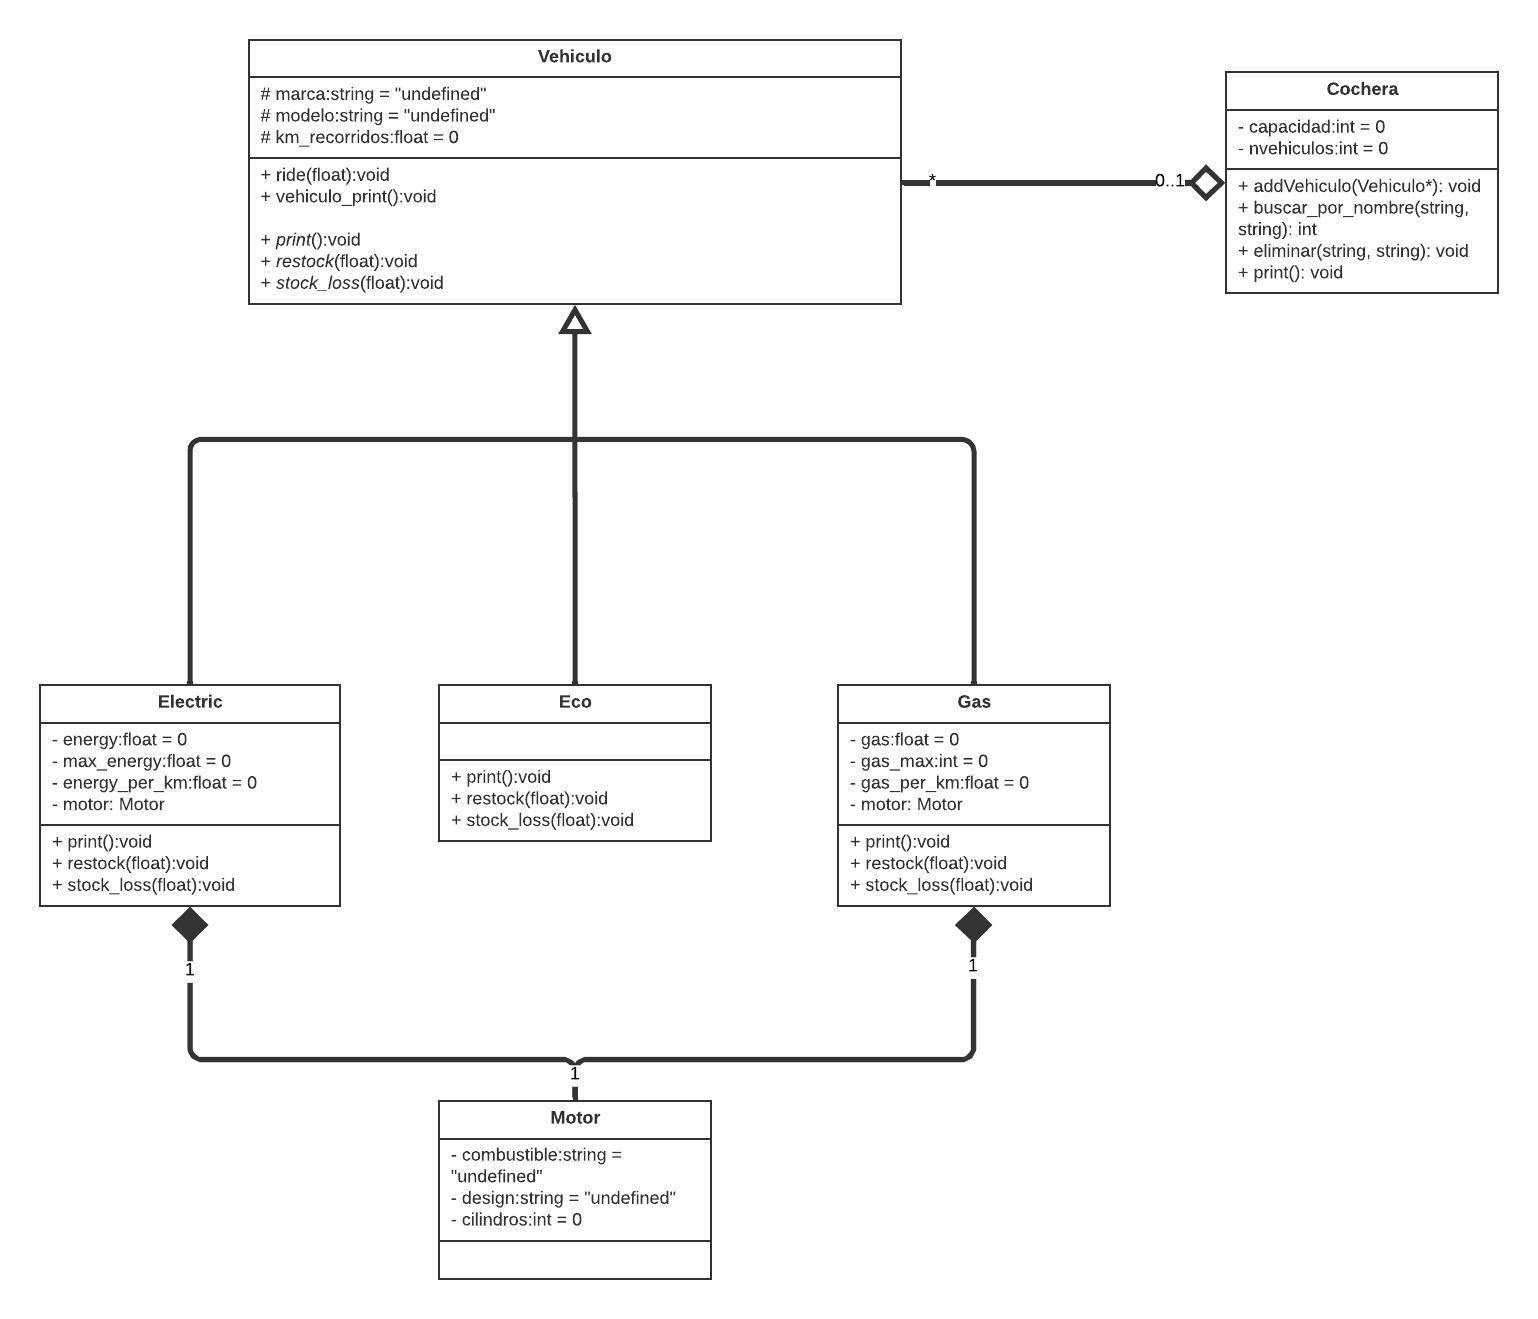 Vehiculo
# marca:string = "undefined"
# modelo:string = "undefined"
# km_recorridos:float = 0
+ ride(float):void
+ vehiculo_print():void
+ print():void
+ restock(float):void
+ stock_loss(float):void
*
0..1
Cochera
- capacidad:int = 0
- nvehiculos:int = 0
+ addVehiculo(Vehiculo*): void
+ buscar_por_nombre(string,
string): int
+ eliminar(string, string): void
+ print(): void
Electric
- energy:float = 0
- max_energy:float = 0
- energy_per_km:float = 0
- motor: Motor
+ print():void
+ restock(float):void
+ stock_loss(float):void
Eco
+ print():void
+ restock(float):void
+ stock_loss(float):void
Gas
- gas:float = 0
- gas_max:int = 0
- gas_per_km:float = 0
- motor: Motor
+ print():void
+ restock(float):void
+ stock_loss(float):void
1
1
1
Motor
- combustible:string =
"undefined"
- design:string = "undefined"
- cilindros:int = 0